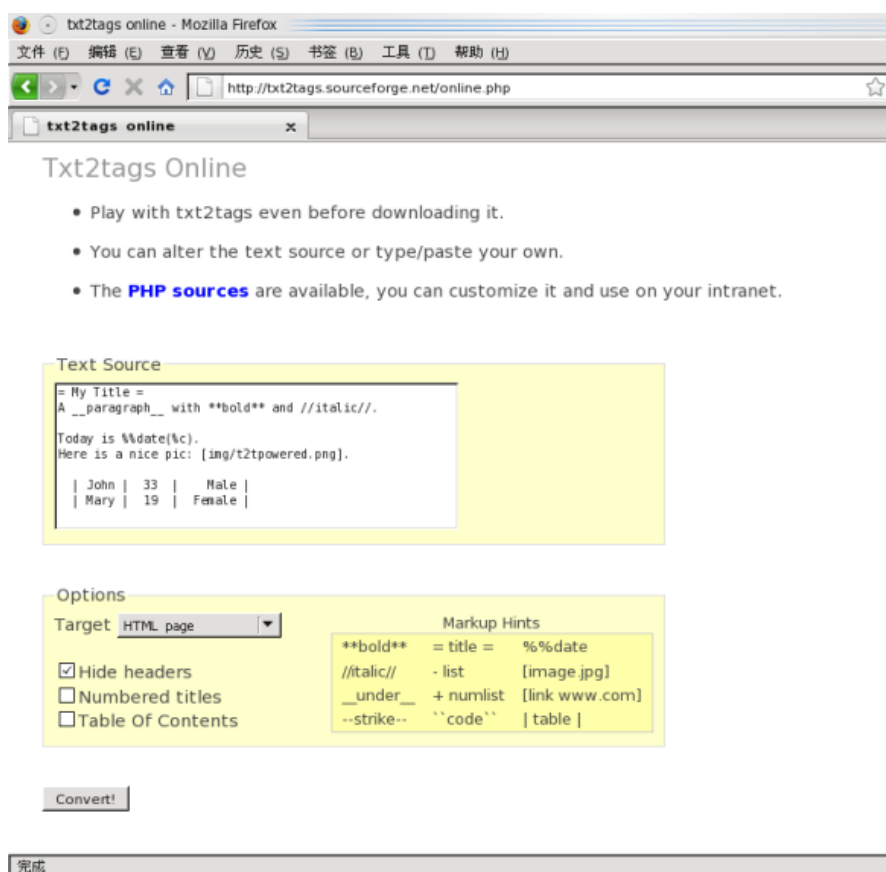 txt2tags online - Mozilla Firefox
文件 (F) 编辑 (E) 查看 (V) 历史 (S) 书签 (B) 工具 (T) 帮助 (H)
http://txt2tags.sourceforge.net/online.php
txt2tags online x
Txt2tags Online
• Play with txt2tags even before downloading it.
• You can alter the text source or type/paste your own.
• The PHP sources are available, you can customize it and use on your intranet.
Text Source
= My Title =
A __paragraph__ with **bold** and //italic//.
Today is %%date(%c).
Here is a nice pic: [img/t2tpowered.png].
| John | 33 | Male |
| Mary | 19 | Female |
Options
Target HTML page
Hide headers
Numbered titles
Table Of Contents
Markup Hints
**bold** = title = %%date
//italic// - list [image.jpg]
__under__ + numlist [link www.com]
--strike-- ``code`` | table |
Convert!
完成